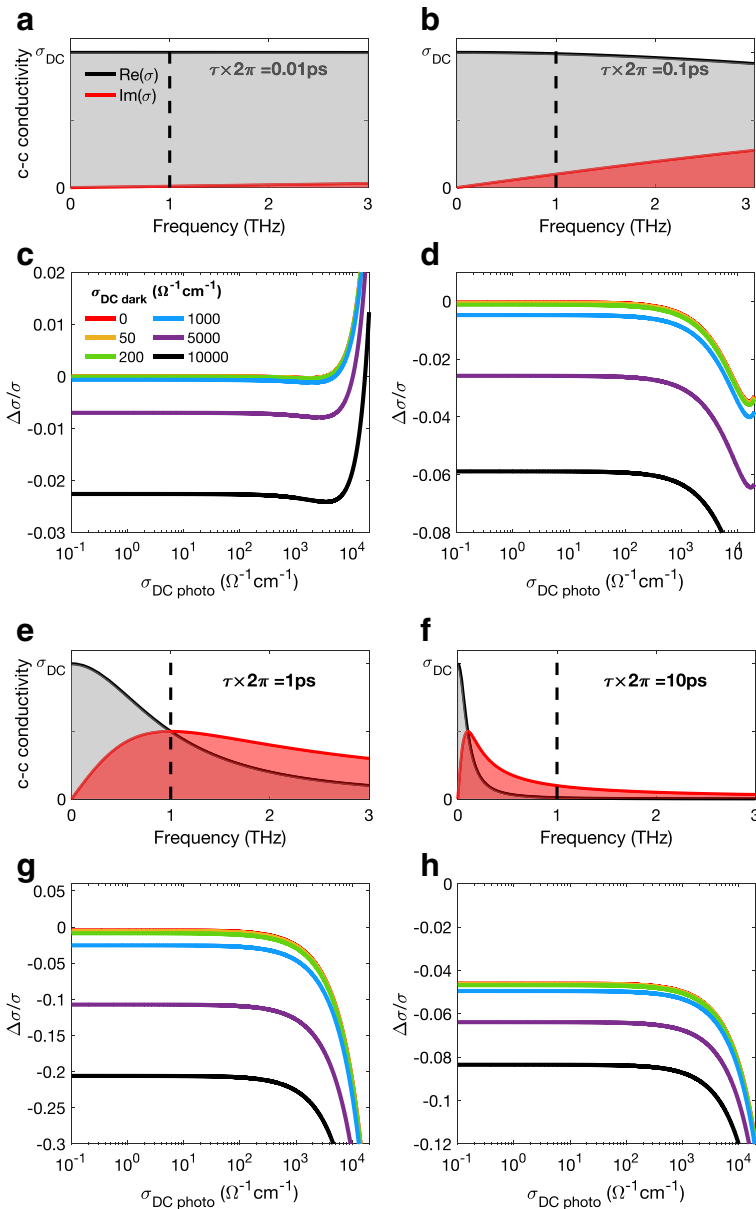 a
b
c-c conductivity
σDC
0
Re(σ)
Im(σ)
τ×2π =0.01ps
0 1 2 3
Frequency (THz)
τ×2π =0.1ps
0
0 1 2 3
Frequency (THz)
c
d
Δσ/σ
0.02
0.01
0
-0.01
-0.02
-0.03
σDC dark (Ω-1cm-1)
0 1000
50 5000
200 10000
10-1 100 101 102 103 104
σDC photo (Ω-1cm-1)
Δσ/σ
0
-0.02
-0.04
-0.06
-0.08
10-1 100 101 102 103
σDC photo (Ω-1cm-1)
e
f
c-c conductivity
σDC
0
τ×2π =1ps
0 1 2 3
Frequency (THz)
σDC
0
τ×2π =10ps
0 1 2 3
Frequency (THz)
g
h
Δσ/σ
0.05
0
-0.05
-0.1
-0.15
-0.2
-0.25
-0.3
10-1 100 101 102 103 104
σDC photo (Ω-1cm-1)
Δσ/σ
0
-0.02
-0.04
-0.06
-0.08
-0.1
-0.12
10-1 100 101 102 103 104
σDC photo (Ω-1cm-1)